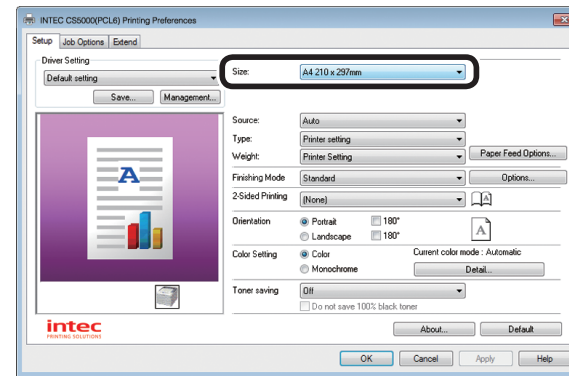 INTEC CS5000(PCL6) Printing Preferences
Setup Job Options Extend
Driver Setting
Default setting
Save... Management...
Size: A4 210 x 297mm
Source: Auto
Type: Printer setting
Weight: Printer Setting Paper Feed Options...
Finishing Mode Standard Options...
2-Sided Printing (None)
Orientation Portrait 180°
Landscape 180°
Color Setting Color Current color mode : Automatic
Monochrome Detail...
Toner saving Off
Do not save 100% black toner
A
A
A
intec
PRINTING SOLUTIONS
About... Default
OK Cancel Apply Help